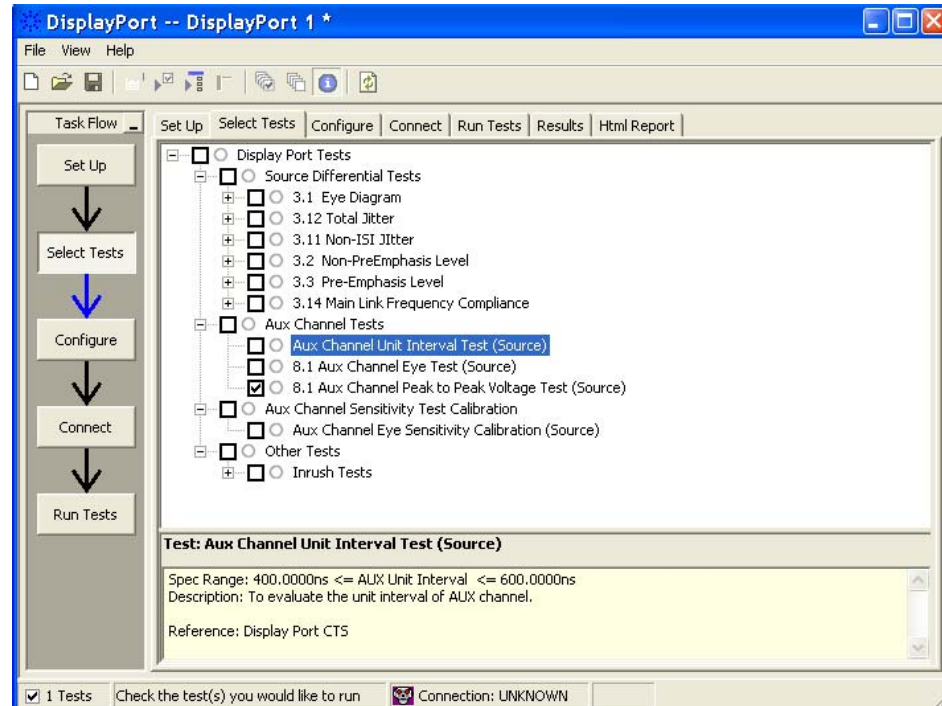 DisplayPort -- DisplayPort 1 *
File View Help
Task Flow
Set Up
Select Tests
Configure
Connect
Run Tests
Set Up Select Tests Configure Connect Run Tests Results Html Report
Display Port Tests
Source Differential Tests
3.1 Eye Diagram
3.12 Total Jitter
3.11 Non-ISI JItter
3.2 Non-PreEmphasis Level
3.3 Pre-Emphasis Level
3.14 Main Link Frequency Compliance
Aux Channel Tests
Aux Channel Unit Interval Test (Source)
8.1 Aux Channel Eye Test (Source)
8.1 Aux Channel Peak to Peak Voltage Test (Source)
Aux Channel Sensitivity Test Calibration
Aux Channel Eye Sensitivity Calibration (Source)
Other Tests
Inrush Tests
Test: Aux Channel Unit Interval Test (Source)
Spec Range: 400.0000ns <= AUX Unit Interval <= 600.0000ns
Description: To evaluate the unit interval of AUX channel.
Reference: Display Port CTS
1 Tests Check the test(s) you would like to run Connection: UNKNOWN